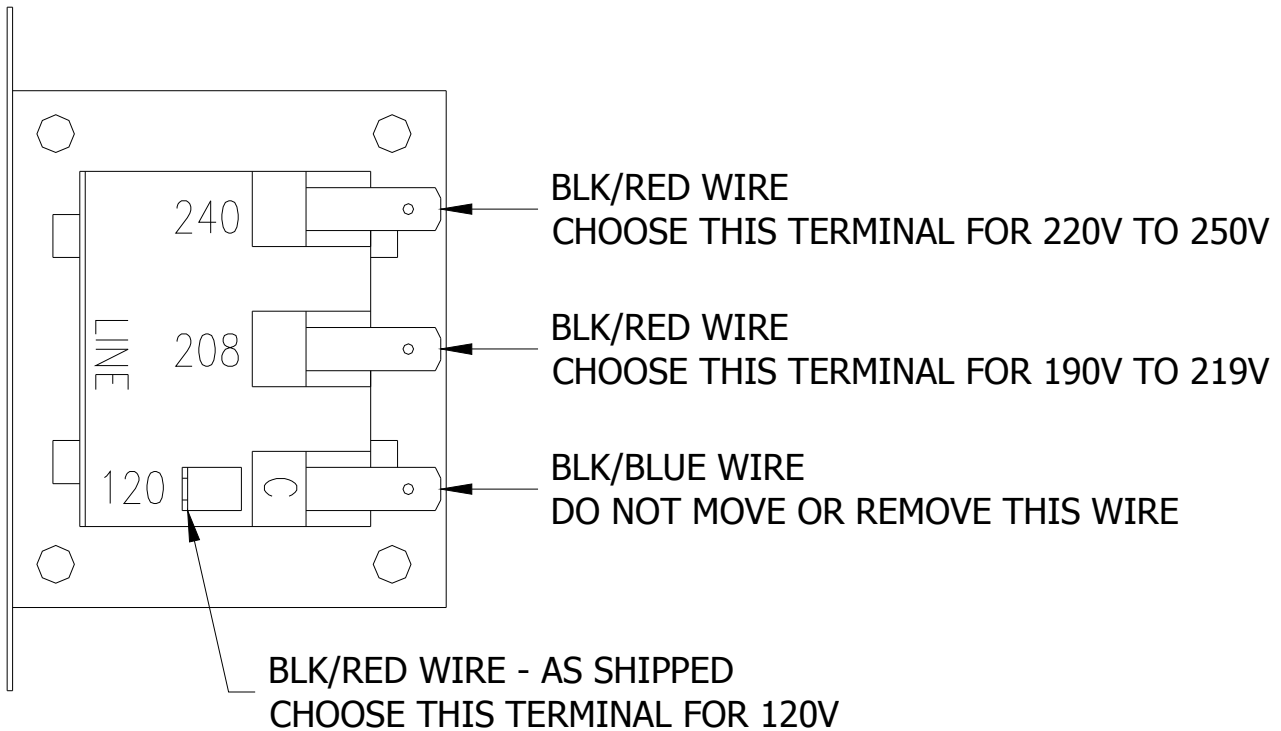 240
BLK/RED WIRE
CHOOSE THIS TERMINAL FOR 220V TO 250V
LINE
208
BLK/RED WIRE
CHOOSE THIS TERMINAL FOR 190V TO 219V
120
C
BLK/BLUE WIRE
DO NOT MOVE OR REMOVE THIS WIRE
BLK/RED WIRE - AS SHIPPED
CHOOSE THIS TERMINAL FOR 120V